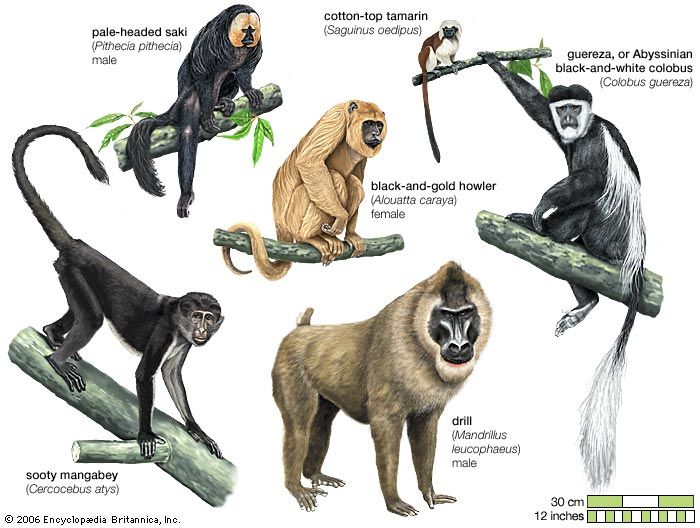 pale-headed saki
(Pithecia pithecia)
male
cotton-top tamarin
(Saguinus oedipus)
guereza, or Abyssinian
black-and-white colobus
(Colobus guereza)
black-and-gold howler
(Alouatta caraya)
female
drill
(Mandrillus
leucophaeus)
male
sooty mangabey
(Cercocebus atys)
30 cm
12 inches
© 2006 Encyclopædia Britannica, Inc.